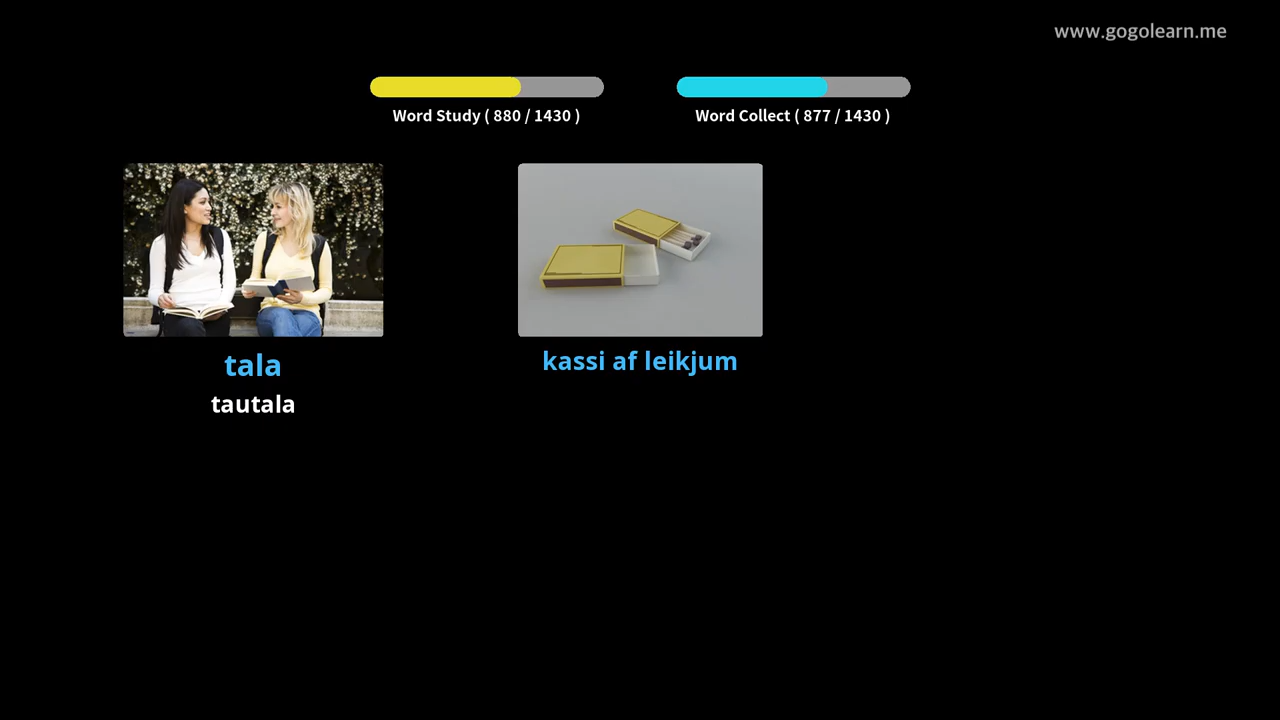 www.gogolearn.me
Word Study ( 880 / 1430 )
Word Collect ( 877 / 1430 )
tala
tautala
kassi af leikjum